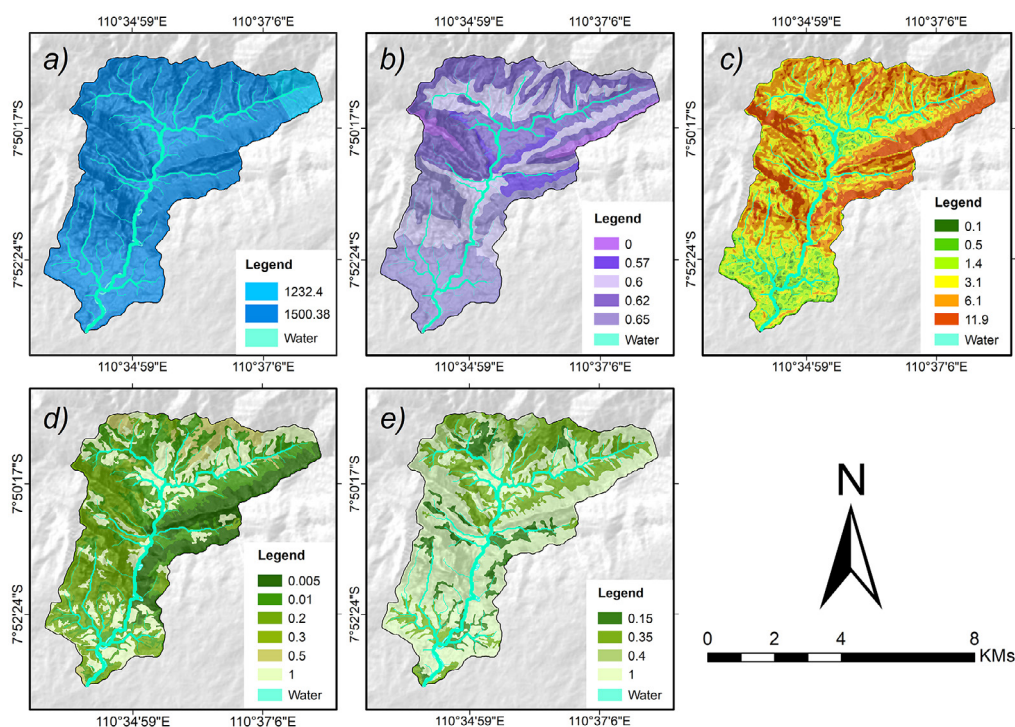 110°34'59"E 110°37'6"E 110°34'59"E 110°37'6"E 110°34'59"E 110°37'6"E
a)
7°50'17"S
7°52'24"S
Legend
1232.4
1500.38
Water
b)
Legend
0
0.57
0.6
0.62
0.65
Water
c)
7°50'17"S
7°52'24"S
Legend
0.1
0.5
1.4
3.1
6.1
11.9
Water
110°34'59"E 110°37'6"E 110°34'59"E 110°37'6"E 110°34'59"E 110°37'6"E
d)
7°50'17"S
7°52'24"S
Legend
0.005
0.01
0.2
0.3
0.5
1
Water
e)
7°50'17"S
7°52'24"S
Legend
0.15
0.35
0.4
1
Water
110°34'59"E 110°37'6"E 110°34'59"E 110°37'6"E
N
0 2 4 8
KMs